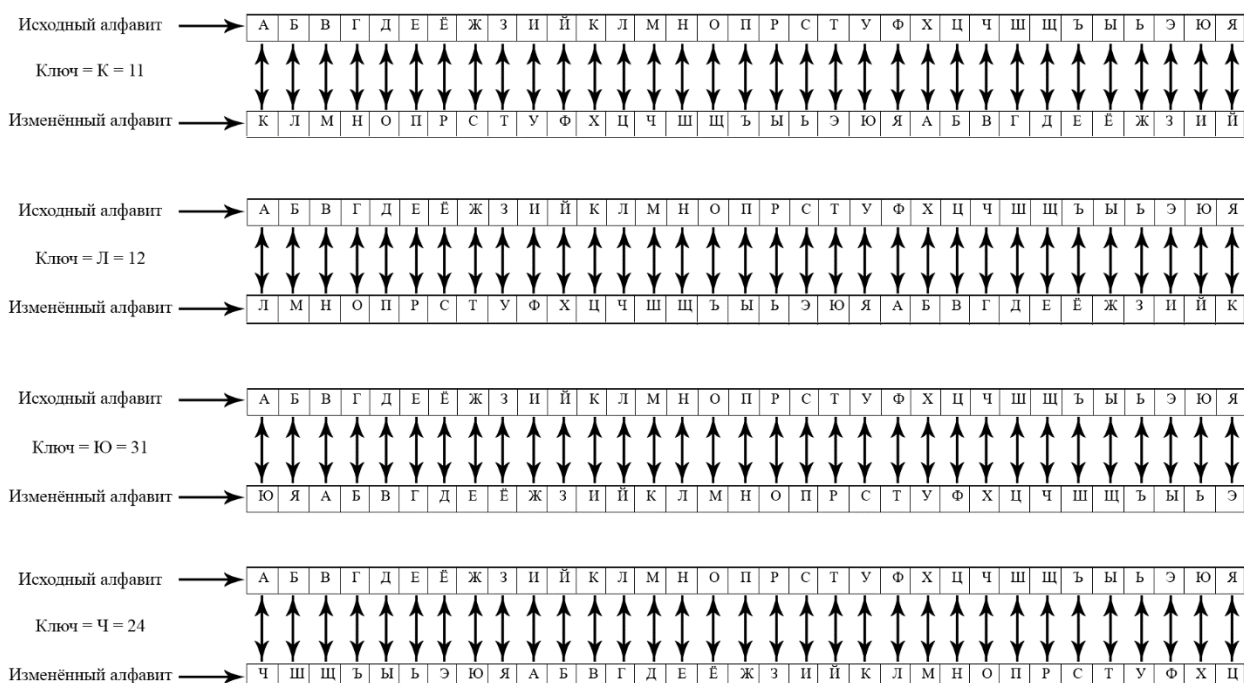 Исходный алфавит А Б В Г Д Е Ё Ж З И Й К Л М Н О П Р С Т У Ф Х Ц Ч Ш Щ Ъ Ы Ь Э Ю Я
Ключ = К = 11
Изменённый алфавит К Л М Н О П Р С Т У Ф Х Ц Ч Ш Щ Ъ Ы Ь Э Ю Я А Б В Г Д Е Ё Ж З И Й
Исходный алфавит А Б В Г Д Е Ё Ж З И Й К Л М Н О П Р С Т У Ф Х Ц Ч Ш Щ Ъ Ы Ь Э Ю Я
Ключ = Л = 12
Изменённый алфавит Л М Н О П Р С Т У Ф Х Ц Ч Ш Щ Ъ Ы Ь Э Ю Я А Б В Г Д Е Ё Ж З И Й К
Исходный алфавит А Б В Г Д Е Ё Ж З И Й К Л М Н О П Р С Т У Ф Х Ц Ч Ш Щ Ъ Ы Ь Э Ю Я
Ключ = Ю = 31
Изменённый алфавит Ю Я А Б В Г Д Е Ё Ж З И Й К Л М Н О П Р С Т У Ф Х Ц Ч Ш Щ Ъ Ы Ь Э
Исходный алфавит А Б В Г Д Е Ё Ж З И Й К Л М Н О П Р С Т У Ф Х Ц Ч Ш Щ Ъ Ы Ь Э Ю Я
Ключ = Ч = 24
Изменённый алфавит Ч Ш Щ Ъ Ы Ь Э Ю Я А Б В Г Д Е Ё Ж З И Й К Л М Н О П Р С Т У Ф Х Ц